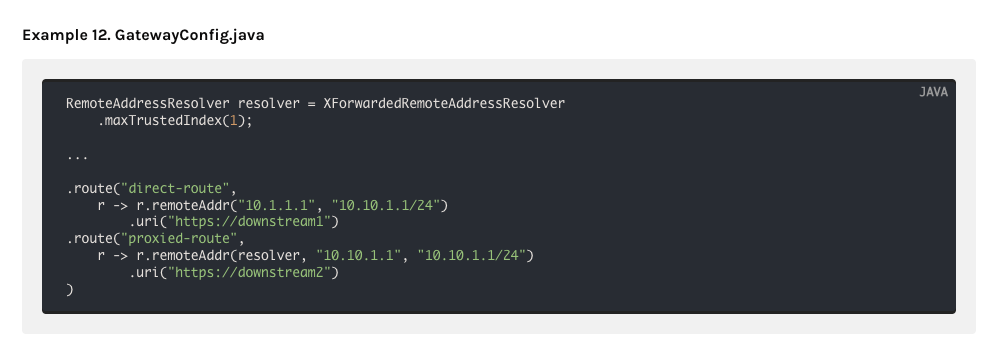 Example 12. GatewayConfig.java
JAVA
RemoteAddressResolver resolver = XForwardedRemoteAddressResolver
    .maxTrustedIndex(1);
...
.route("direct-route",
    r -> r.remoteAddr("10.1.1.1", "10.10.1.1/24")
        .uri("https://downstream1")
.route("proxied-route",
    r -> r.remoteAddr(resolver, "10.10.1.1", "10.10.1.1/24")
        .uri("https://downstream2")
)